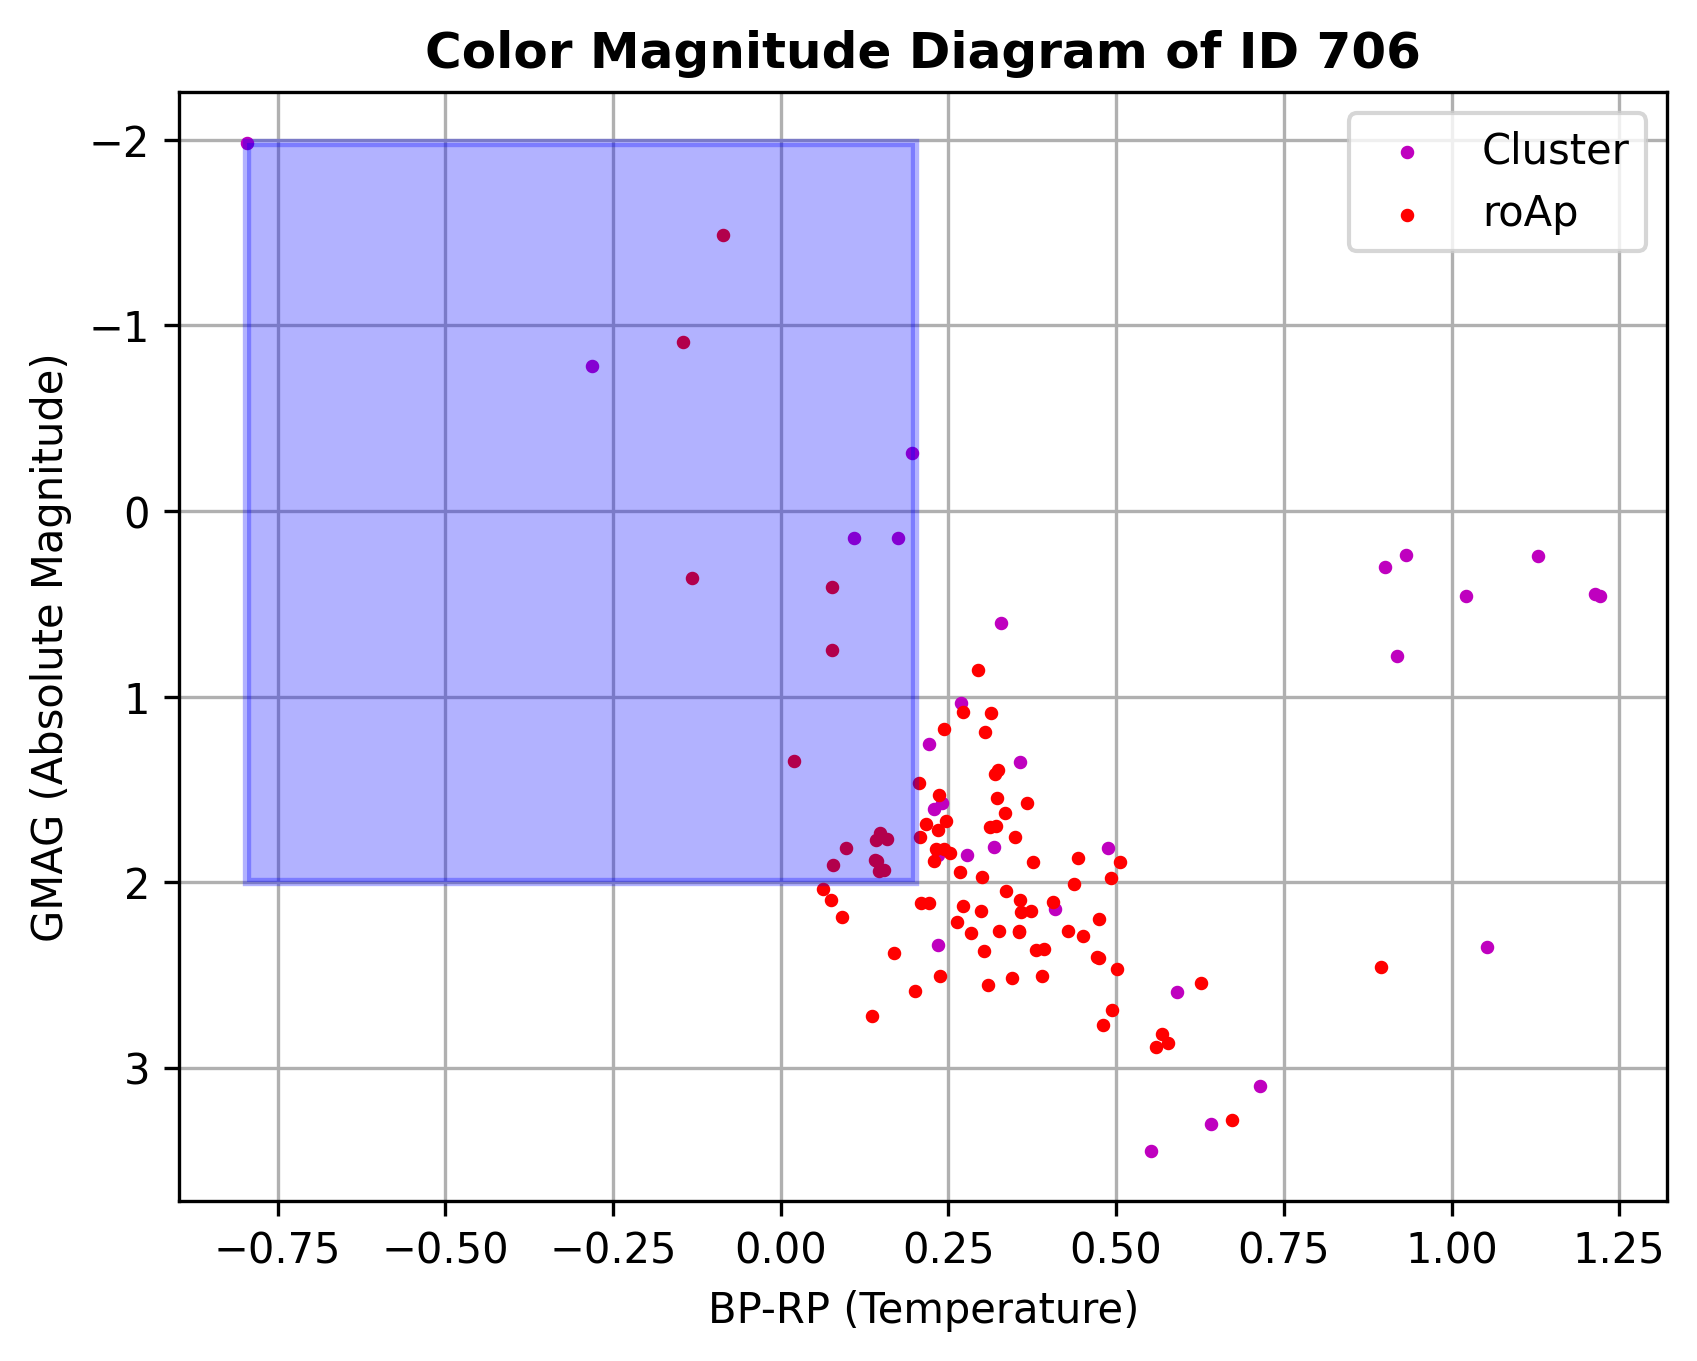 Color Magnitude Diagram of ID 706
Cluster
roAp
−2
−1
0
1
2
3
GMAG (Absolute Magnitude)
−0.75 −0.50 −0.25 0.00 0.25 0.50 0.75 1.00 1.25
BP-RP (Temperature)